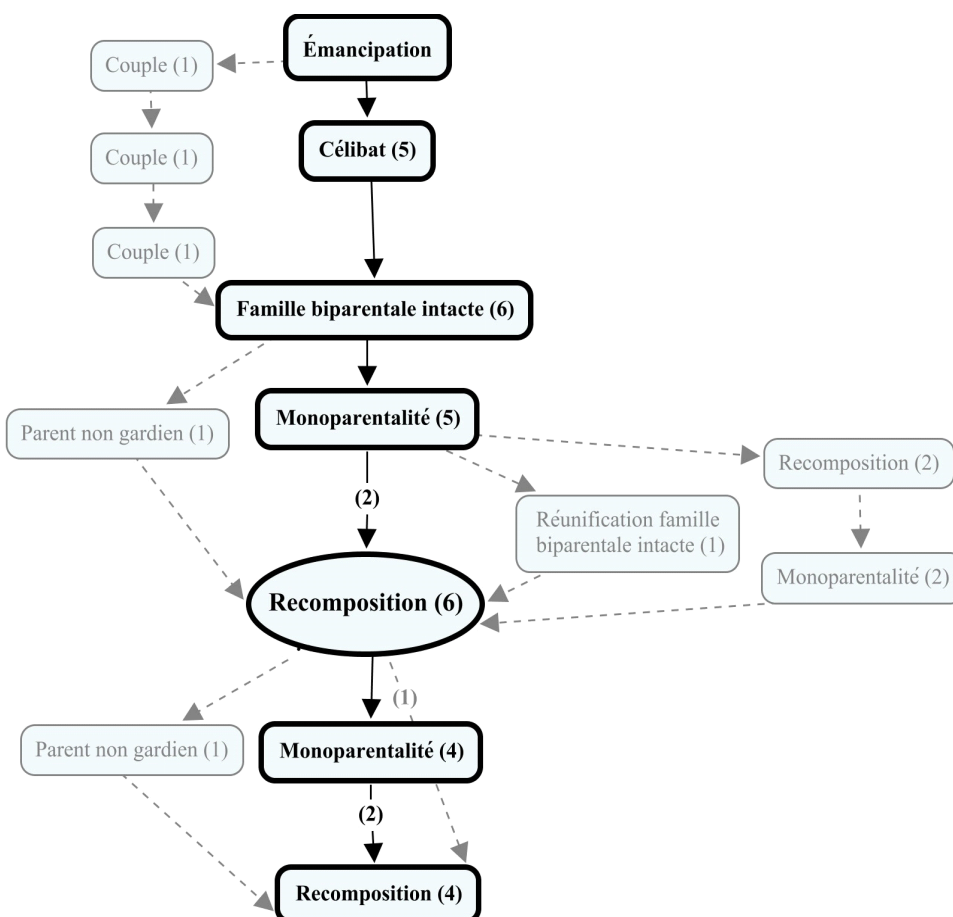 Émancipation
Couple (1)
Célibat (5)
Couple (1)
Couple (1)
Famille biparentale intacte (6)
Monoparentalité (5)
Parent non gardien (1)
Recomposition (2)
(2)
Réunification famille
biparentale intacte (1)
Monoparentalité (2)
Recomposition (6)
(1)
Parent non gardien (1)
Monoparentalité (4)
(2)
Recomposition (4)